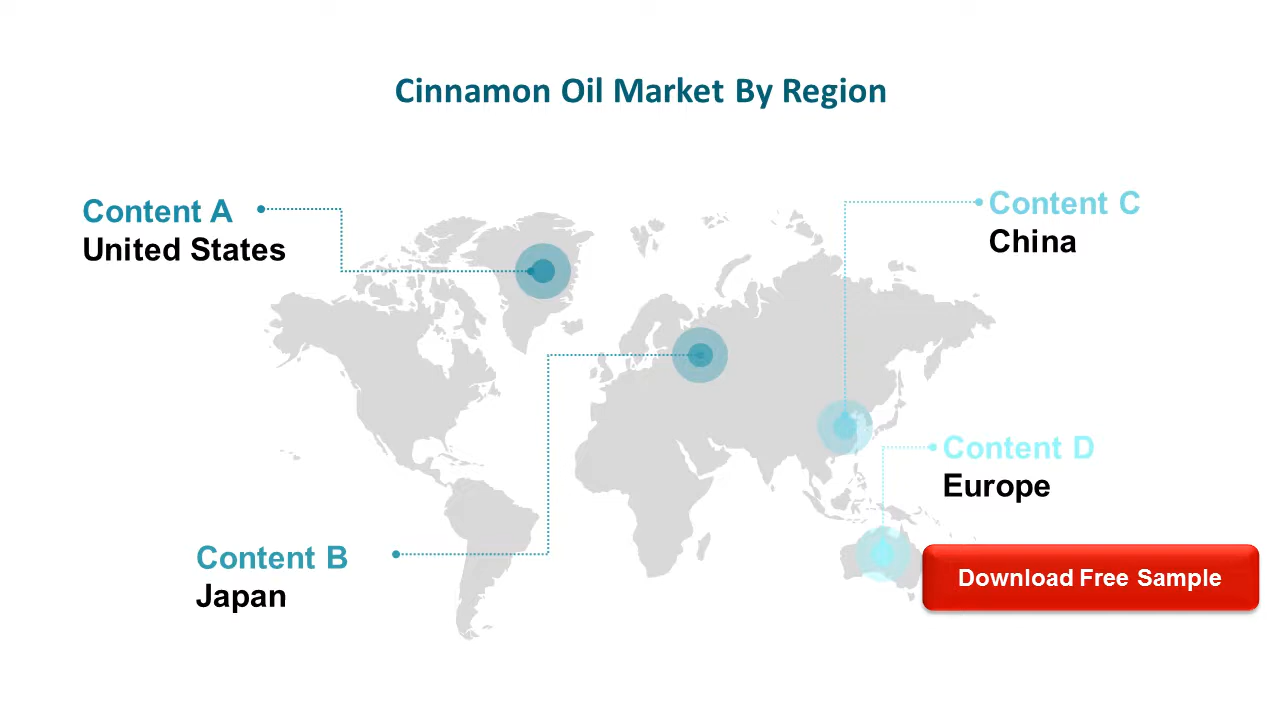 Cinnamon Oil Market By Region
Content A
United States
Content C
China
Content D
Europe
Content B
Japan
Download Free Sample